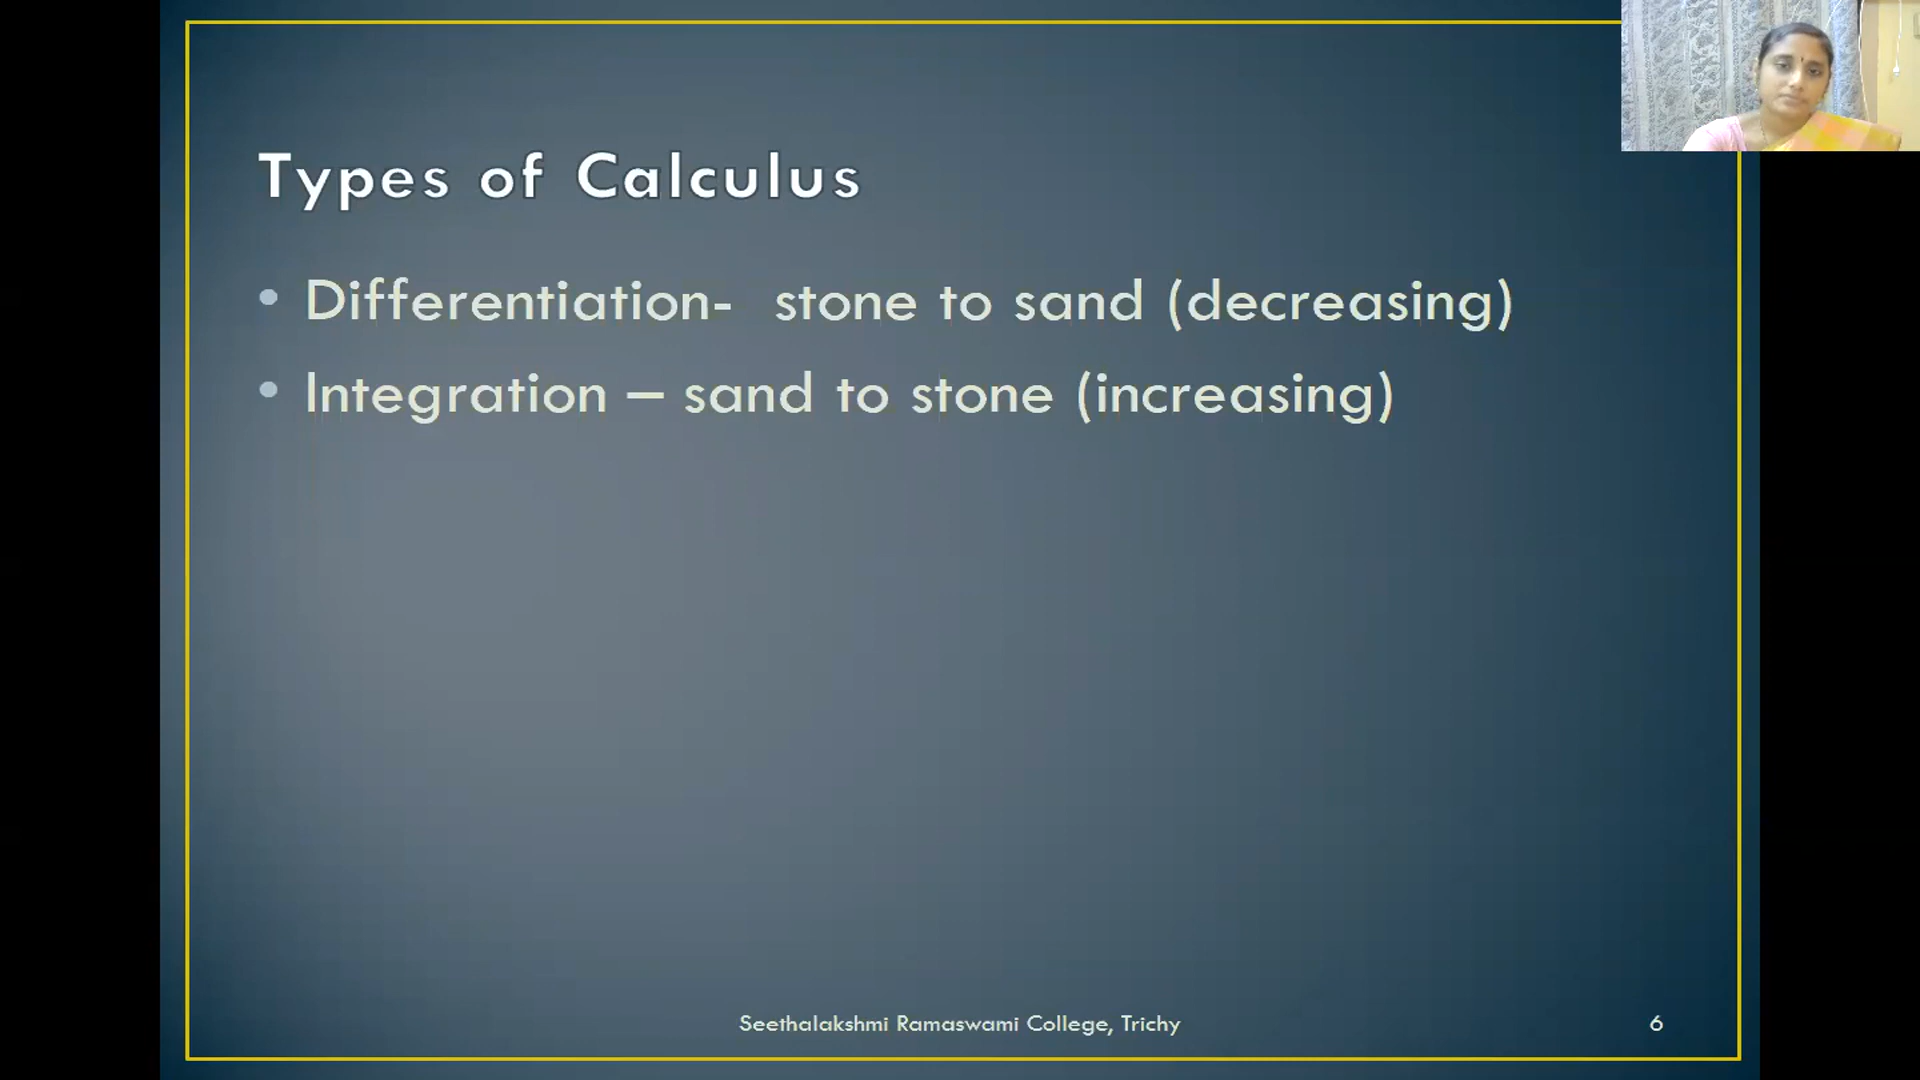 Types of Calculus
• Differentiation-  stone to sand (decreasing)
• Integration – sand to stone (increasing)
Seethalakshmi Ramaswami College, Trichy
6